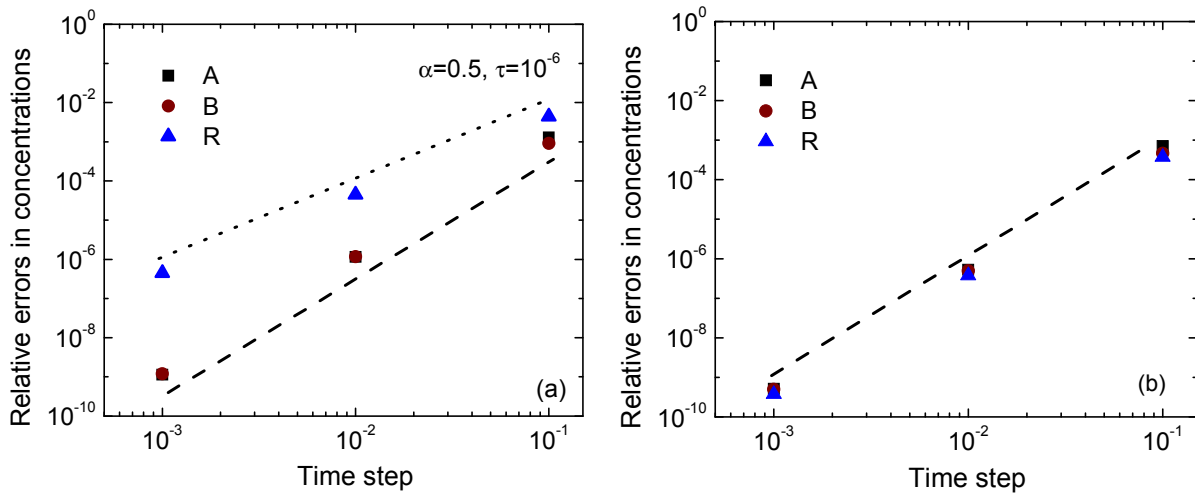 Relative errors in concentrations
10^0
10^-2
10^-4
10^-6
10^-8
10^-10
A
B
R
α=0.5, τ=10^-6
(a)
10^-3
10^-2
10^-1
Time step
Relative errors in concentrations
10^0
10^-2
10^-4
10^-6
10^-8
10^-10
A
B
R
(b)
10^-3
10^-2
10^-1
Time step